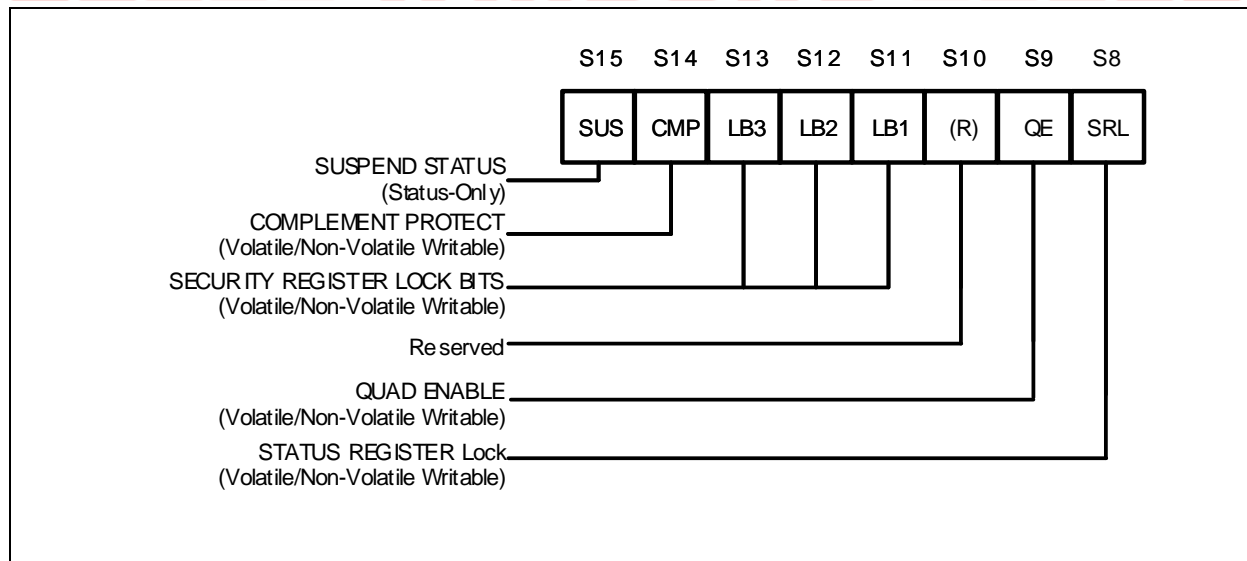 S15 S14 S13 S12 S11 S10 S9 S8
SUS CMP LB3 LB2 LB1 (R) QE SRL
SUSPEND STATUS
(Status-Only)
COMPLEMENT PROTECT
(Volatile/Non-Volatile Writable)
SECURITY REGISTER LOCK BITS
(Volatile/Non-Volatile Writable)
Reserved
QUAD ENABLE
(Volatile/Non-Volatile Writable)
STATUS REGISTER Lock
(Volatile/Non-Volatile Writable)